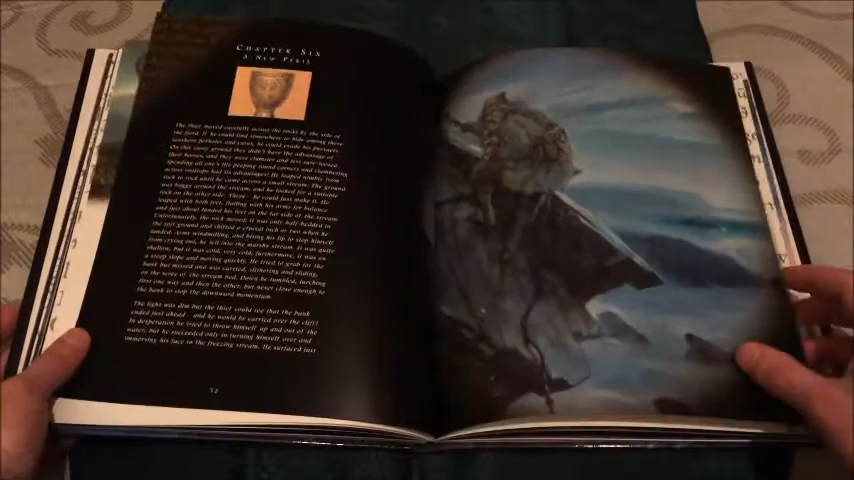 CHAPTER SIX
A NEW PERIL
The thief moved carefully across the rocks by the side of
the fiord. If he could find somewhere to hide among these
potholes and caves, he could evade his pursuers.
On this stony ground they didn't have the advantage of
their horses, and they were clumsier and less sure-footed.
Spending all one's life peeping round corners and clambering
across rooftops had its advantages! He leaped nimbly from
rock to rock until he came across a small stream. The ground
was boggy around the stream, and he looked for a suitable
rock on the other side. There - he could just make it. He
leaped with both feet, flailing with his arms to balance
and just about landed his feet on the far side of the stream.
Unfortunately, the rock moved; it was only half-bedded in
the soft ground and shifted a crucial inch or two when he
landed. Arms windmilling, and biting his lip to stop himself
from crying out, he fell into the marshy stream. It was quite
shallow, but it was cold, very cold; furthermore, it was
steep and moving quickly. He tried to grab for the
bank but missed and was carried, slithering and sliding
on the scree of the stream bed. Down he tumbled, lurching
first one way and then the other, but never close enough to
the bank to stop the downward momentum.
The light was dim but the thief could see that the bank
ended just ahead - and he would be carried over the cliff!
In desperation he tried to throw himself up and out of the
water, but he succeeded only in turning himself over and
immersing his face in the freezing stream. He surfaced just
52